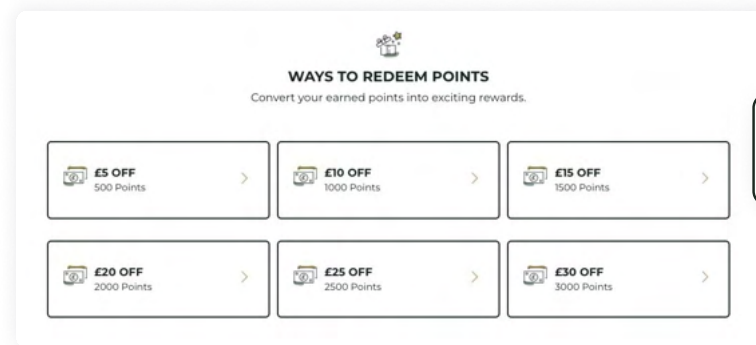 WAYS TO REDEEM POINTS
Convert your earned points into exciting rewards.
£5 OFF
500 Points
£10 OFF
1000 Points
£15 OFF
1500 Points
£20 OFF
2000 Points
£25 OFF
2500 Points
£30 OFF
3000 Points